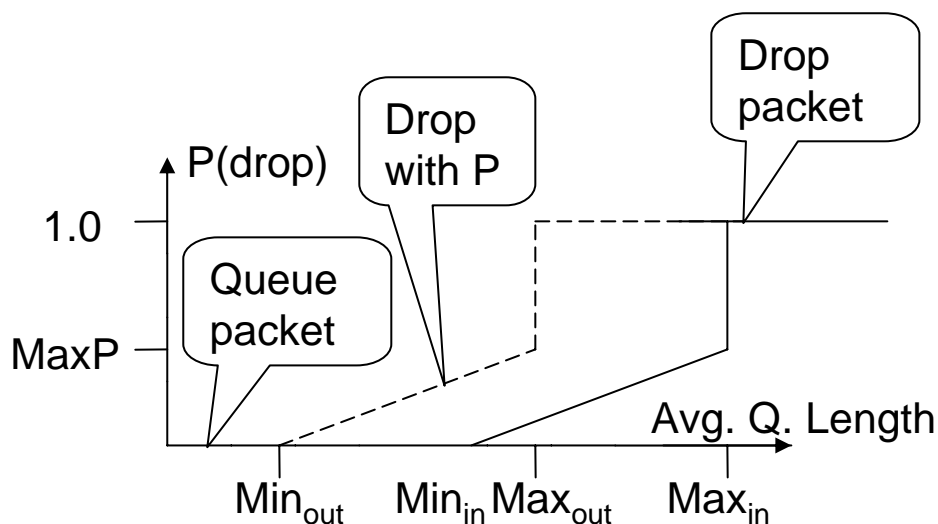 Drop
packet
Drop
with P
P(drop)
1.0
Queue
packet
MaxP
Avg. Q. Length
Min_out Min_in Max_out Max_in